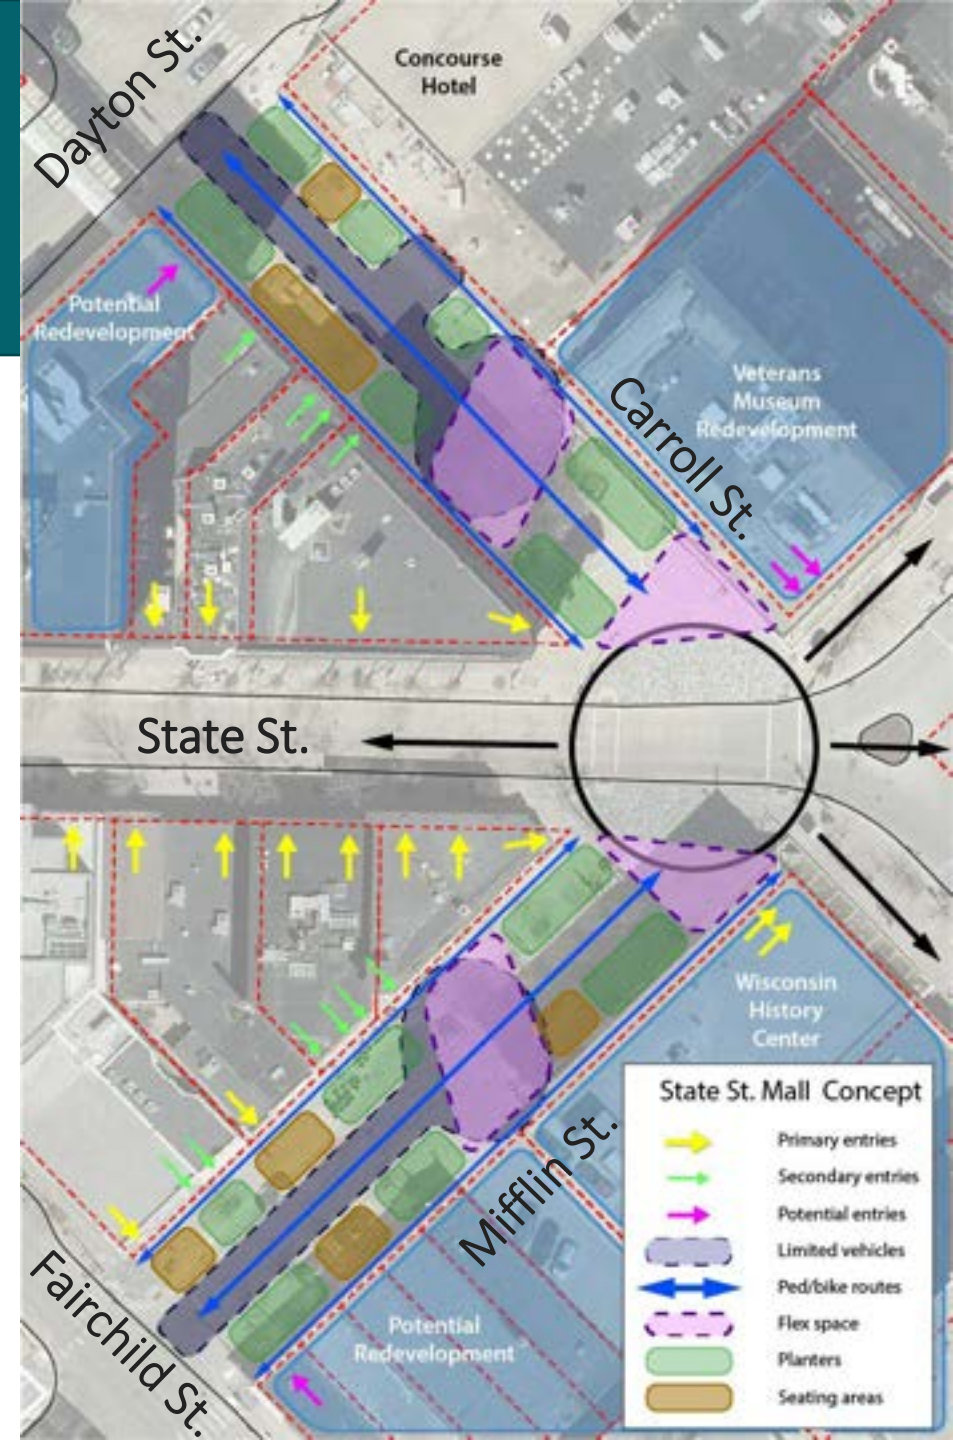 Dayton St.
Concourse
Hotel
Potential
Redevelopment
Veterans
Museum
Redevelopment
Carroll St.
State St.
Wisconsin
History
Center
State St. Mall Concept
Primary entries
Secondary entries
Potential entries
Limited vehicles
Ped/bike routes
Flex space
Planters
Seating areas
Mifflin St.
Fairchild St.
Potential
Redevelopment